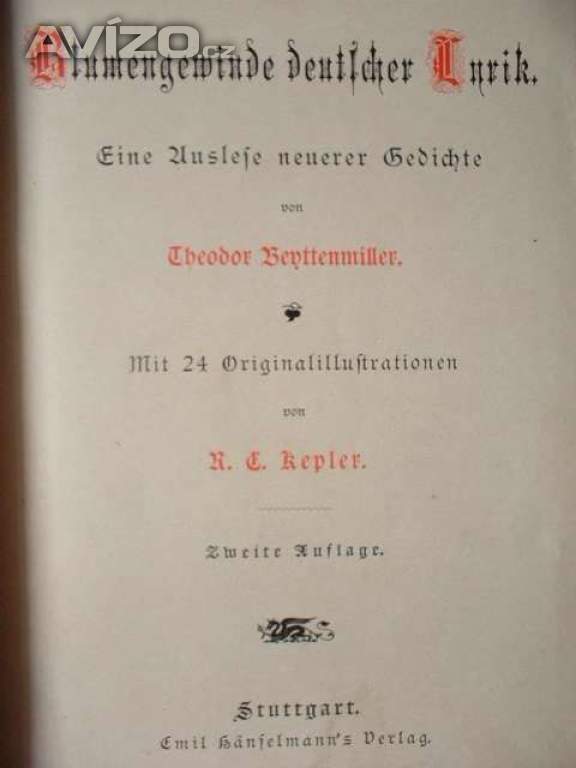 AVÍZO.cz
Blumengewinde deutſcher Lyrik.
Eine Ausleſe neuerer Gedichte
von
Theodor Beyttenmiller.
Mit 24 Originalilluſtrationen
von
R. E. Kepler.
Zweite Auflage.
Stuttgart.
Emil Hänſelmann's Verlag.